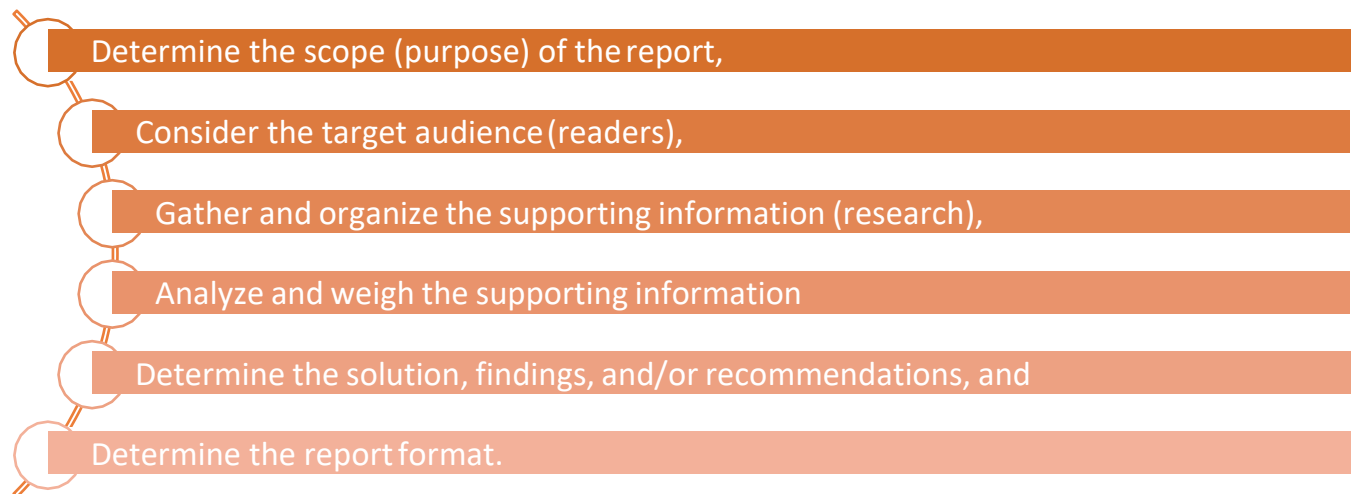 Determine the scope (purpose) of the report,
Consider the target audience (readers),
Gather and organize the supporting information (research),
Analyze and weigh the supporting information
Determine the solution, findings, and/or recommendations, and
Determine the report format.